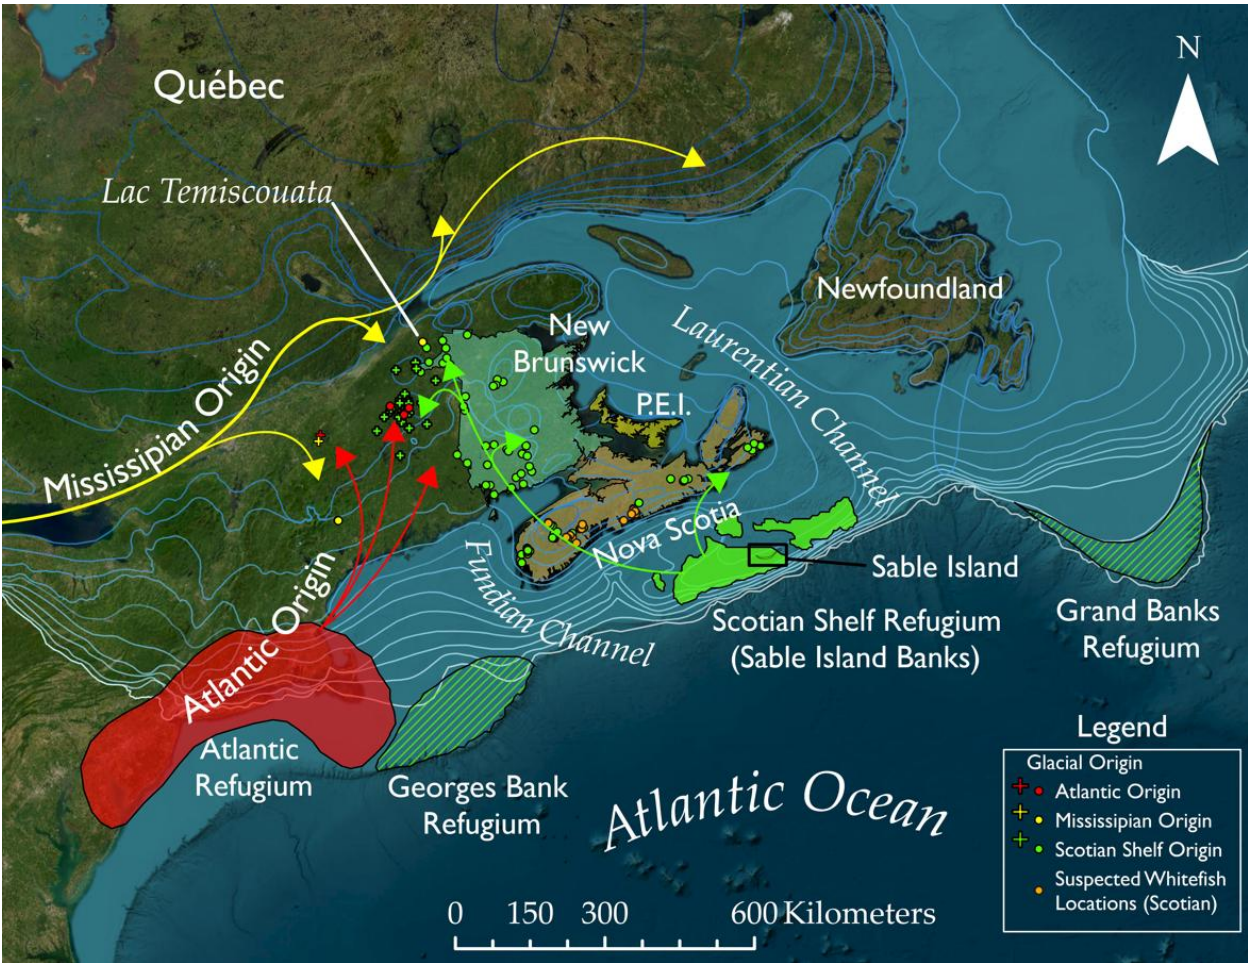 Québec
N
Lac Temiscouata
Newfoundland
New
Brunswick
Laurentian Channel
P.E.I.
Mississipian Origin
Nova Scotia
Fundian Channel
Sable Island
Scotian Shelf Refugium
(Sable Island Banks)
Grand Banks
Refugium
Atlantic Origin
Atlantic
Refugium
Georges Bank
Refugium
Atlantic Ocean
Legend
Glacial Origin
Atlantic Origin
Mississipian Origin
Scotian Shelf Origin
Suspected Whitefish
Locations (Scotian)
0 150 300 600 Kilometers